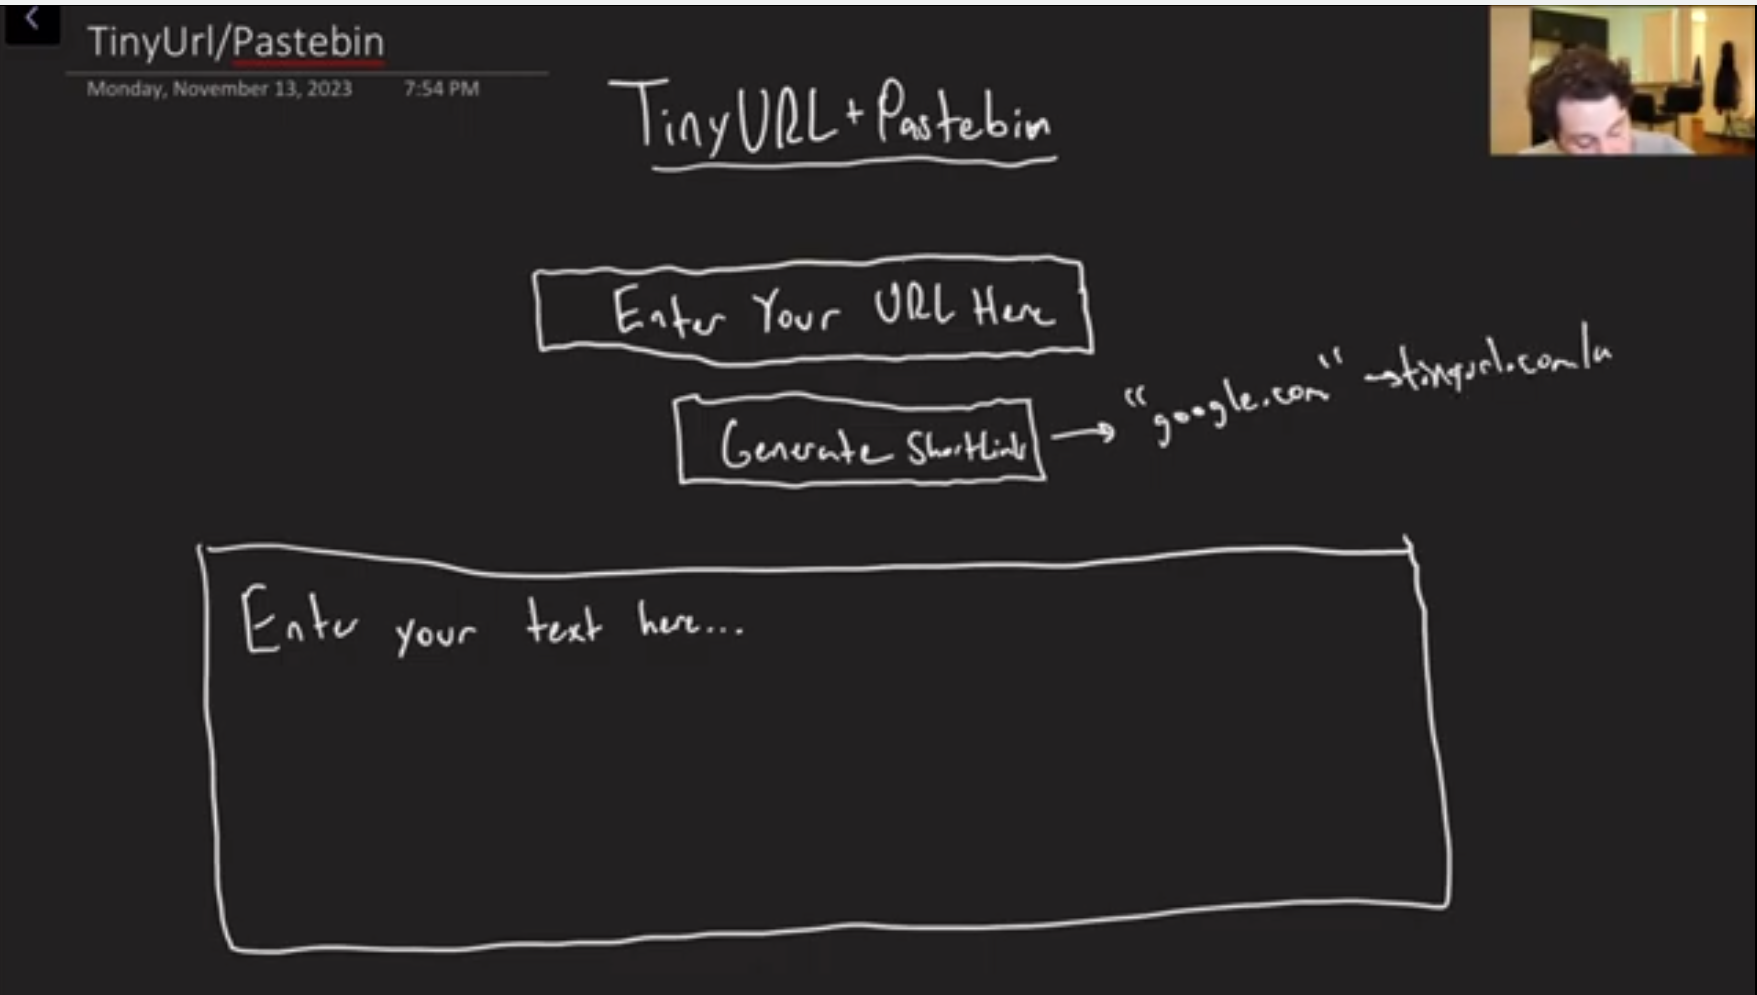 TinyUrl/Pastebin
Monday, November 13, 2023 7:54 PM
TinyURL + Pastebin
Enter Your URL Here
Generate ShortLink → "google.com" → tinyurl.com/a
Enter your text here...